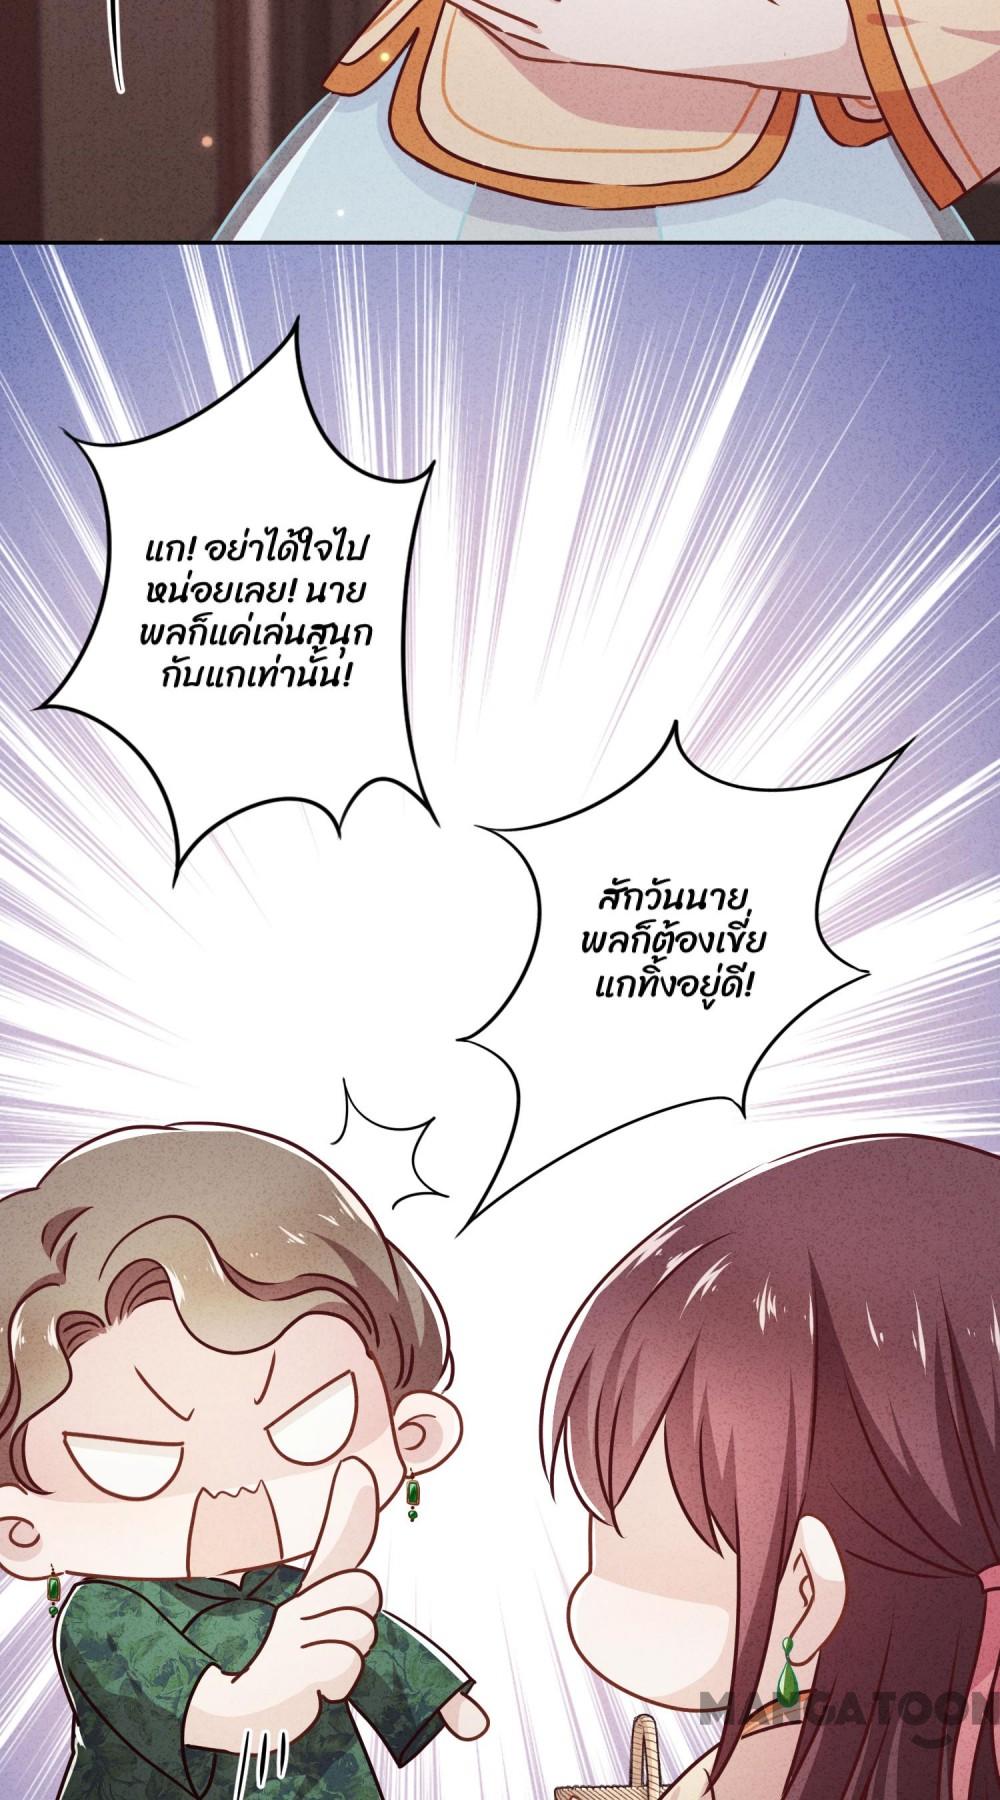 แก! อย่าได้ใจไป
หน่อยเลย! นาย
พลก็แค่เล่นสนุก
กับแกเท่านั้น!
สักวันนาย
พลก็ต้องเขี่ย
แกทิ้งอยู่ดี!
MANGATOON